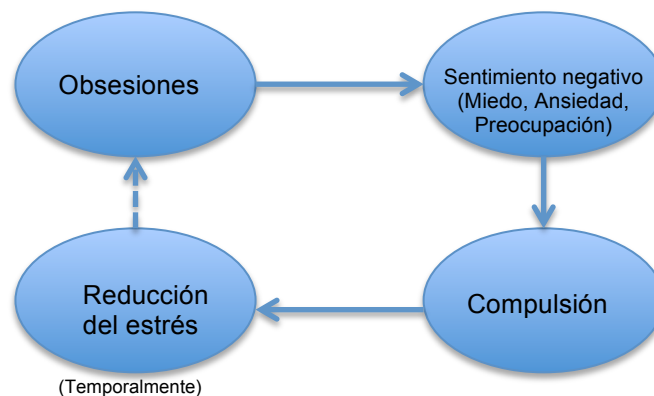 Obsesiones
Sentimiento negativo
(Miedo, Ansiedad,
Preocupación)
Reducción
del estrés
Compulsión
(Temporalmente)